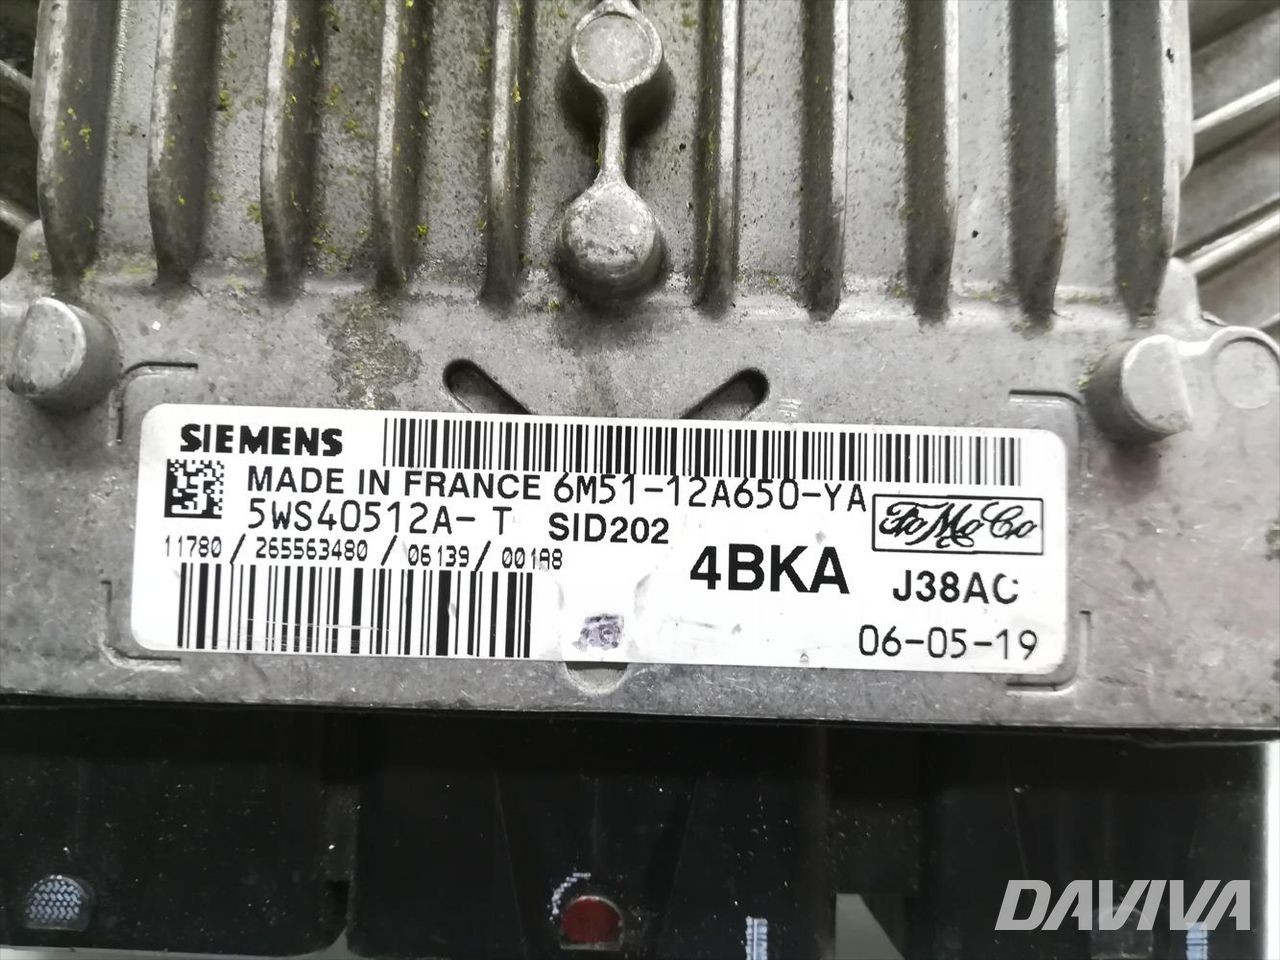 SIEMENS
MADE IN FRANCE 6M51-12A650-YA
5WS40512A-T SID202
FoMoCo
11780 / 265563480 / 06139 / 001A8
4BKA
J38AC
06-05-19
DAVIVA